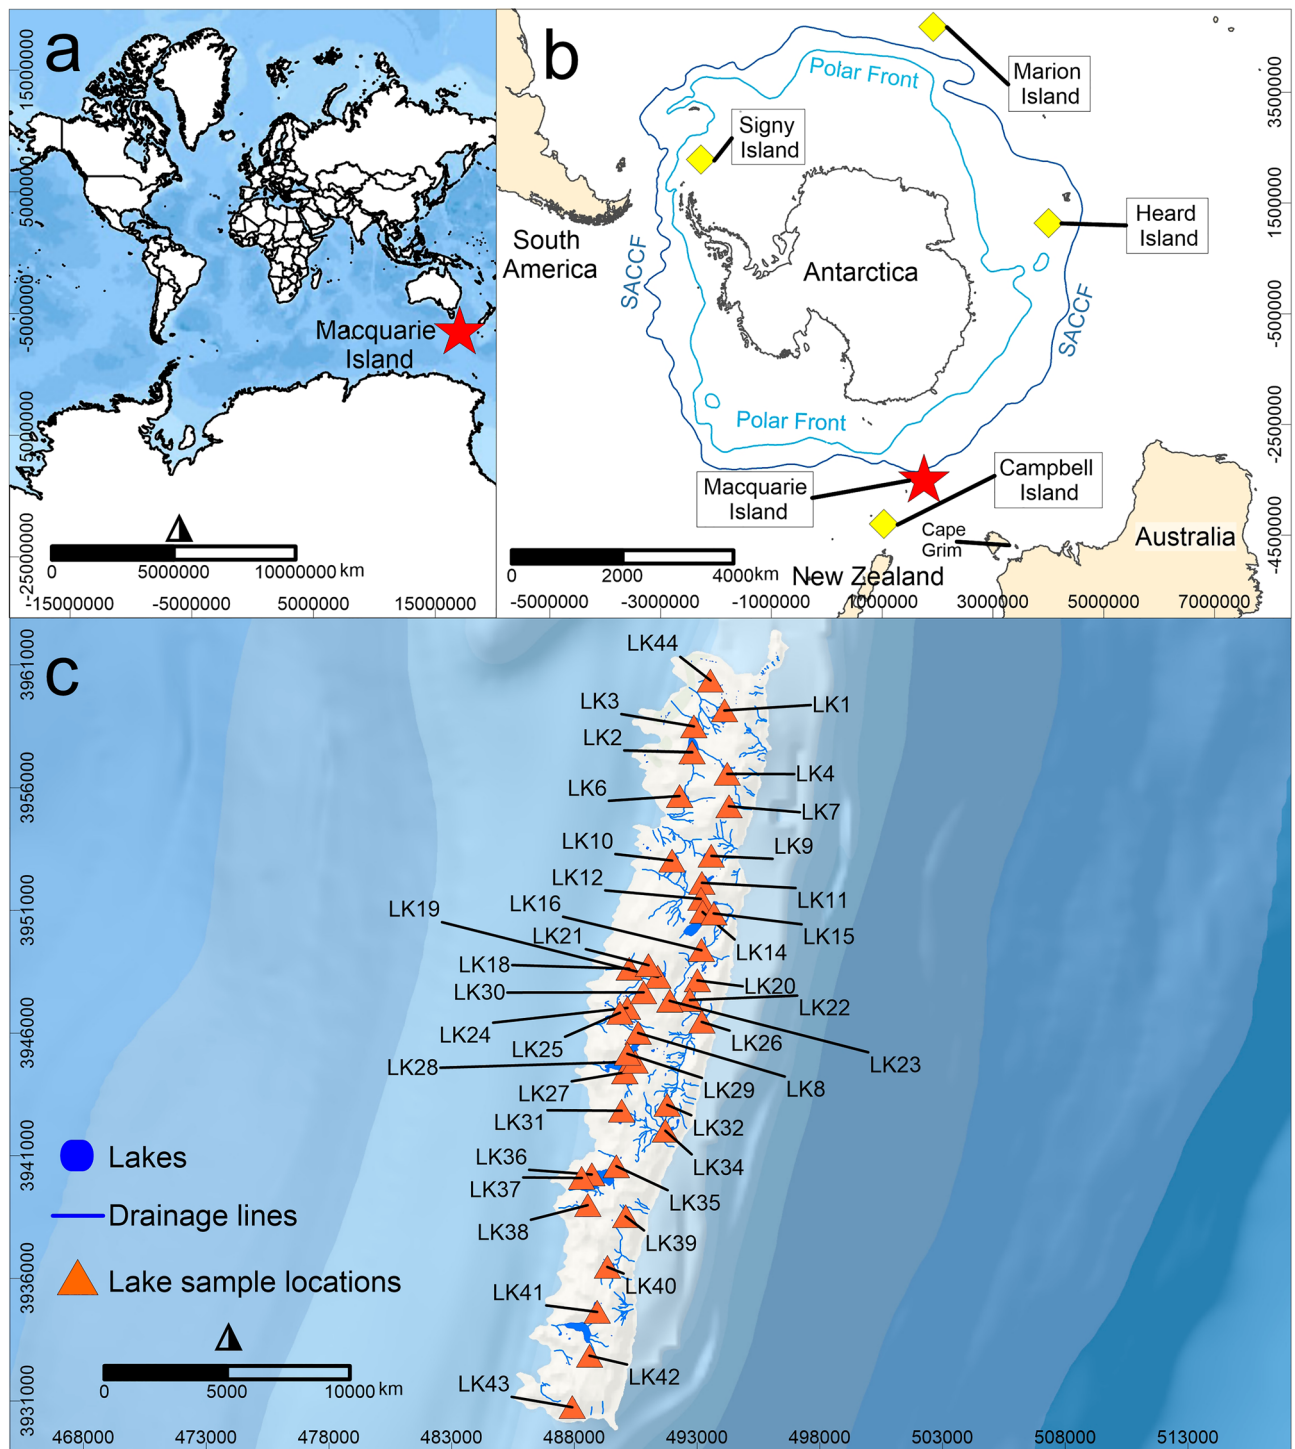 a
15000000
5000000
-5000000
-15000000
-25000000
Macquarie
Island
0
5000000
10000000 km
-15000000
-5000000
5000000
15000000
b
Polar Front
Marion
Island
Signy
Island
Heard
Island
South
America
SACCF
Antarctica
SACCF
Polar Front
Macquarie
Island
Campbell
Island
Cape
Grim
Australia
New Zealand
0
2000
4000km
3500000
1500000
-500000
-2500000
-4500000
-5000000
-3000000
-1000000
1000000
3000000
5000000
7000000
c
3961000
3956000
3951000
3946000
3941000
3936000
3931000
LK44
LK3
LK1
LK2
LK4
LK6
LK7
LK10
LK9
LK12
LK11
LK16
LK19
LK15
LK21
LK14
LK18
LK20
LK30
LK22
LK24
LK26
LK25
LK23
LK28
LK29
LK8
LK27
LK31
LK32
LK36
LK34
LK37
LK35
LK38
LK39
LK40
LK41
LK42
LK43
Lakes
Drainage lines
Lake sample locations
0
5000
10000 km
468000
473000
478000
483000
488000
493000
498000
503000
508000
513000